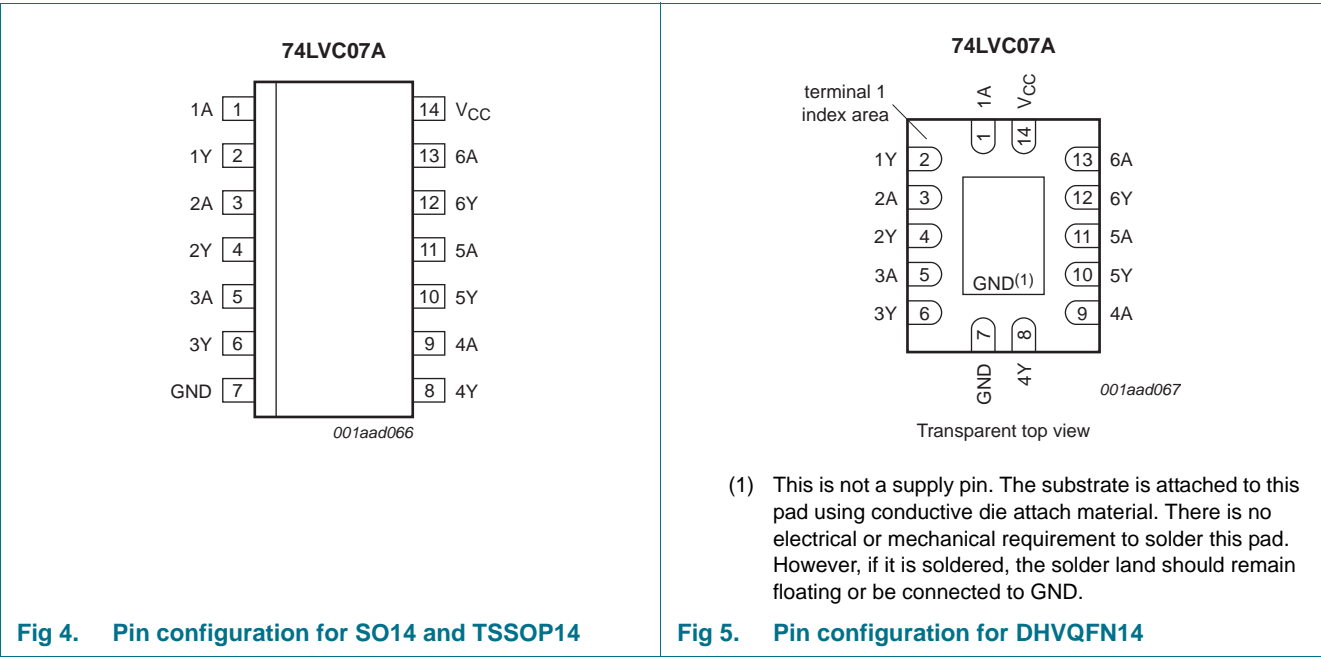 74LVC07A
1A 1 14 VCC
1Y 2 13 6A
2A 3 12 6Y
2Y 4 11 5A
3A 5 10 5Y
3Y 6 9 4A
GND 7 8 4Y
001aad066
Fig 4. Pin configuration for SO14 and TSSOP14
74LVC07A
terminal 1
index area
1A VCC
1 14
1Y 2 13 6A
2A 3 12 6Y
2Y 4 11 5A
3A 5 10 5Y
GND(1)
3Y 6 9 4A
7 8
GND 4Y
001aad067
Transparent top view
(1) This is not a supply pin. The substrate is attached to this
pad using conductive die attach material. There is no
electrical or mechanical requirement to solder this pad.
However, if it is soldered, the solder land should remain
floating or be connected to GND.
Fig 5. Pin configuration for DHVQFN14